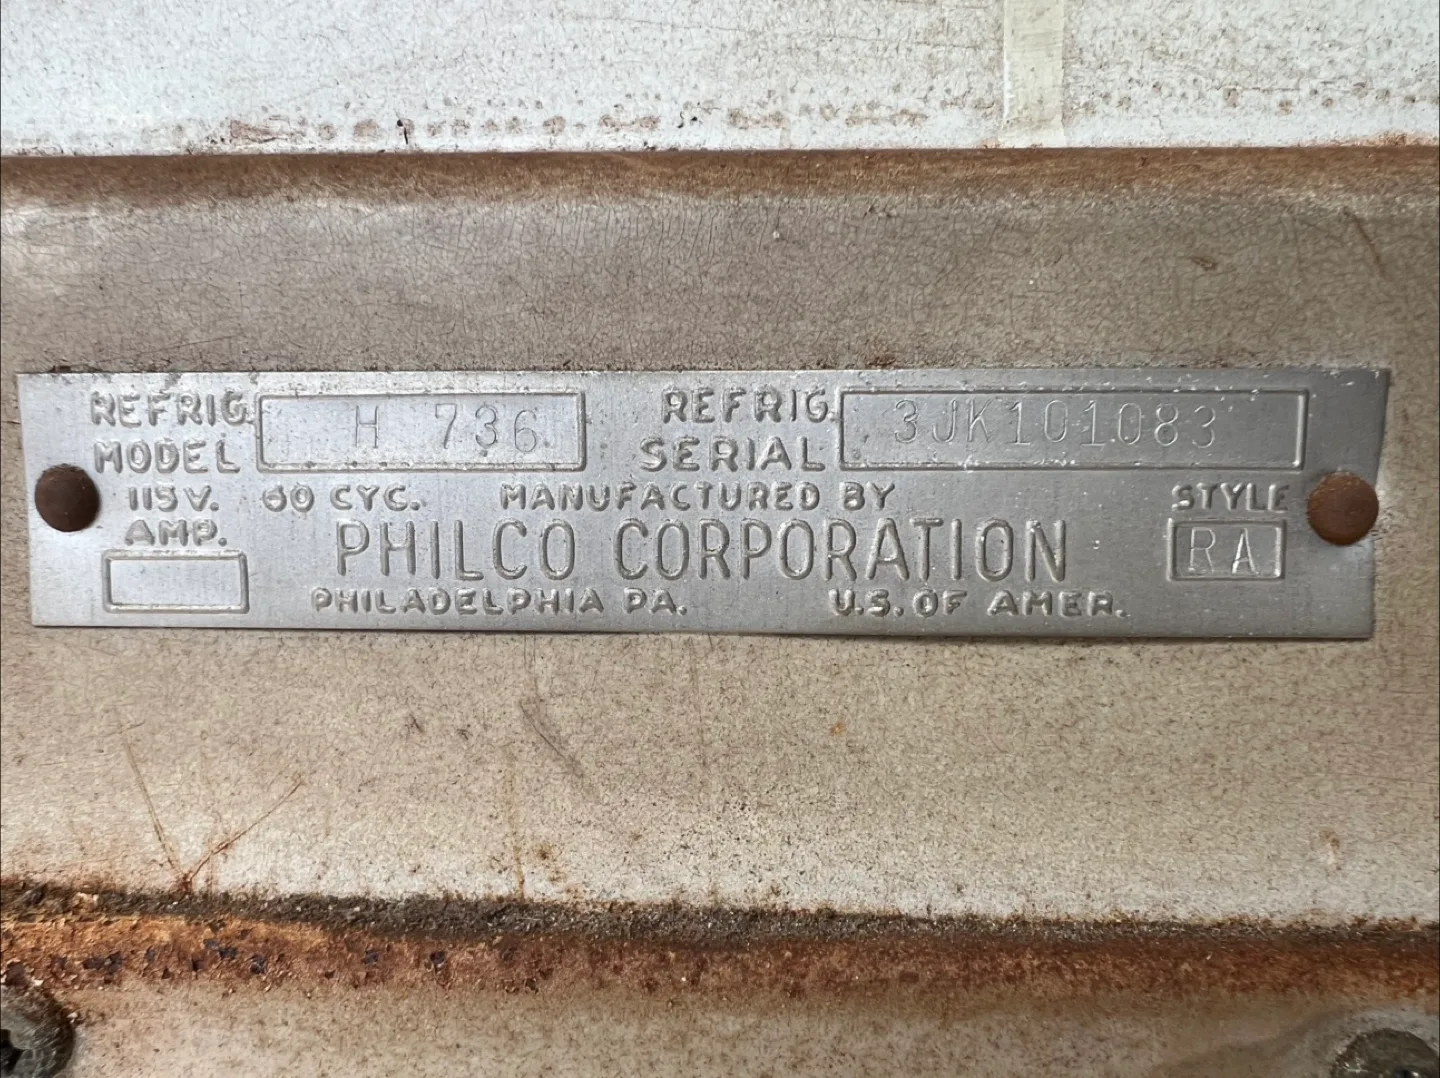 REFRIG. MODEL H 736
REFRIG. SERIAL 3JK101083
115V. 60 CYC. MANUFACTURED BY STYLE
AMP. PHILCO CORPORATION RA
PHILADELPHIA PA. U.S. OF AMER.